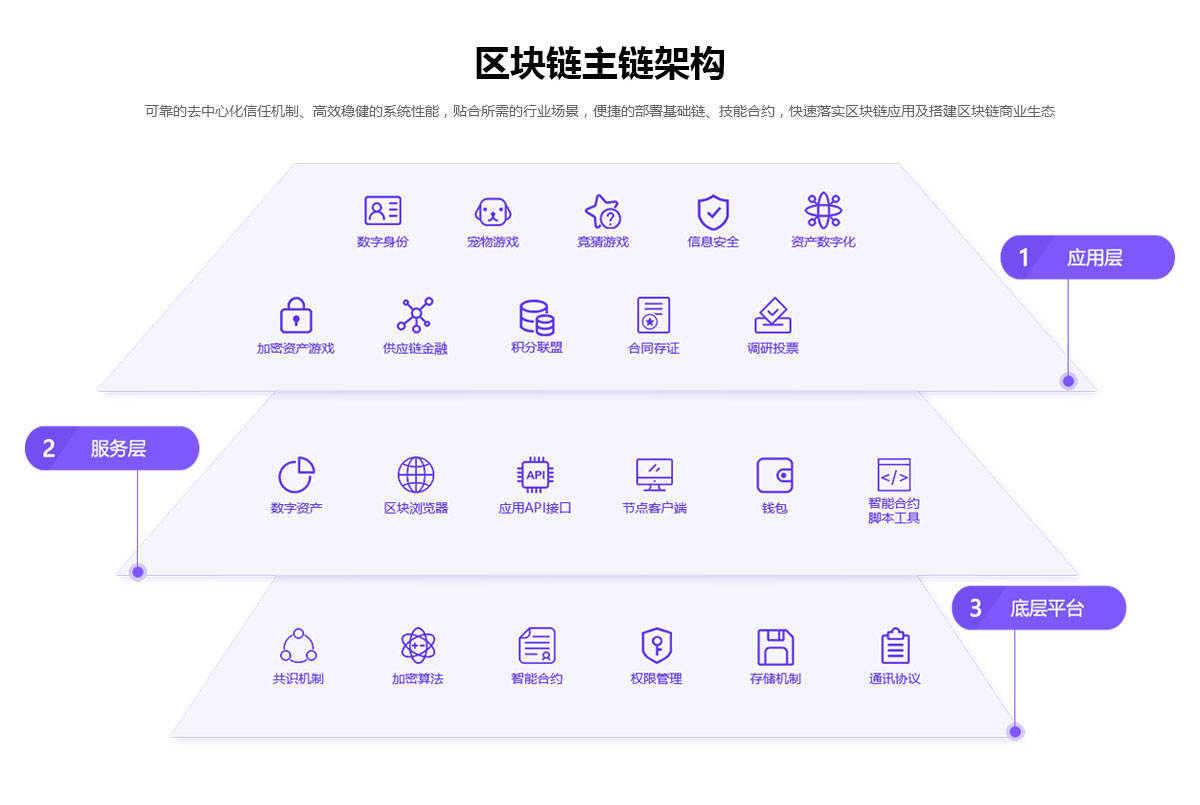 区块链主链架构
可靠的去中心化信任机制、高效稳健的系统性能，贴合所需的行业场景，便捷的部署基础链、技能合约，快速落实区块链应用及搭建区块链商业生态
数字身份 宠物游戏 竞猜游戏 信息安全 资产数字化
1 应用层
加密资产游戏 供应链金融 积分联盟 合同存证 调研投票
2 服务层
API
</>
数字资产 区块浏览器 应用API接口 节点客户端 钱包 智能合约
脚本工具
3 底层平台
共识机制 加密算法 智能合约 权限管理 存储机制 通讯协议